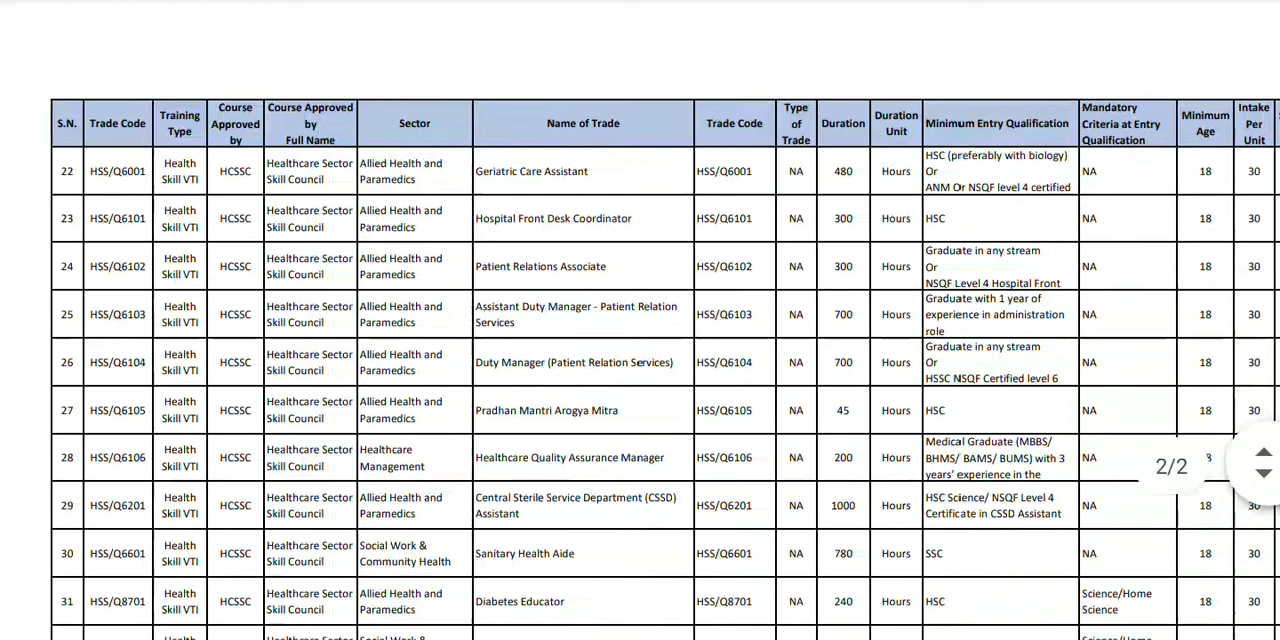 S.N. Trade Code Training Type Course Approved by Course Approved by Full Name Sector Name of Trade Trade Code Type of Trade Duration Duration Unit Minimum Entry Qualification Mandatory Criteria at Entry Qualification Minimum Age Intake Per Unit
22 HSS/Q6001 Health Skill VTI HCSSC Healthcare Sector Skill Council Allied Health and Paramedics Geriatric Care Assistant HSS/Q6001 NA 480 Hours HSC (preferably with biology) Or ANM Or NSQF level 4 certified NA 18 30
23 HSS/Q6101 Health Skill VTI HCSSC Healthcare Sector Skill Council Allied Health and Paramedics Hospital Front Desk Coordinator HSS/Q6101 NA 300 Hours HSC NA 18 30
24 HSS/Q6102 Health Skill VTI HCSSC Healthcare Sector Skill Council Allied Health and Paramedics Patient Relations Associate HSS/Q6102 NA 300 Hours Graduate in any stream Or NSQF Level 4 Hospital Front NA 18 30
25 HSS/Q6103 Health Skill VTI HCSSC Healthcare Sector Skill Council Allied Health and Paramedics Assistant Duty Manager - Patient Relation Services HSS/Q6103 NA 700 Hours Graduate with 1 year of experience in administration role NA 18 30
26 HSS/Q6104 Health Skill VTI HCSSC Healthcare Sector Skill Council Allied Health and Paramedics Duty Manager (Patient Relation Services) HSS/Q6104 NA 700 Hours Graduate in any stream Or HSSC NSQF Certified level 6 NA 18 30
27 HSS/Q6105 Health Skill VTI HCSSC Healthcare Sector Skill Council Allied Health and Paramedics Pradhan Mantri Arogya Mitra HSS/Q6105 NA 45 Hours HSC NA 18 30
28 HSS/Q6106 Health Skill VTI HCSSC Healthcare Sector Skill Council Healthcare Management Healthcare Quality Assurance Manager HSS/Q6106 NA 200 Hours Medical Graduate (MBBS/ BHMS/ BAMS/ BUMS) with 3 years' experience in the NA
2/2
29 HSS/Q6201 Health Skill VTI HCSSC Healthcare Sector Skill Council Allied Health and Paramedics Central Sterile Service Department (CSSD) Assistant HSS/Q6201 NA 1000 Hours HSC Science/ NSQF Level 4 Certificate in CSSD Assistant NA 18 30
30 HSS/Q6601 Health Skill VTI HCSSC Healthcare Sector Skill Council Social Work & Community Health Sanitary Health Aide HSS/Q6601 NA 780 Hours SSC NA 18 30
31 HSS/Q8701 Health Skill VTI HCSSC Healthcare Sector Skill Council Allied Health and Paramedics Diabetes Educator HSS/Q8701 NA 240 Hours HSC Science/Home Science 18 30